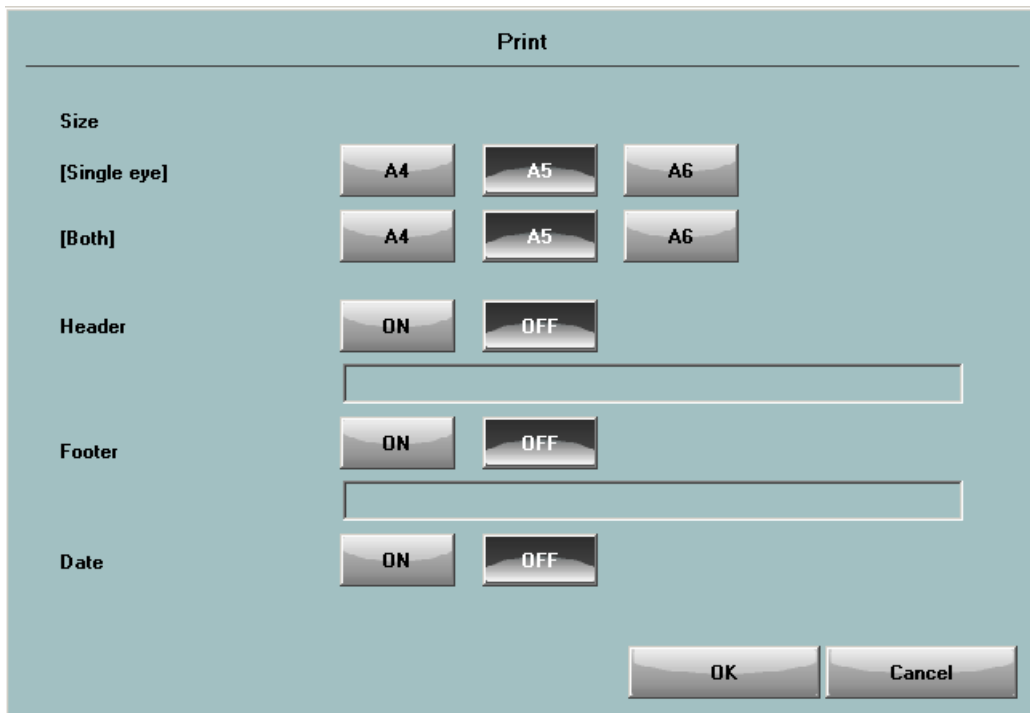 Print
Size
[Single eye] A4 A5 A6
[Both] A4 A5 A6
Header ON OFF
Footer ON OFF
Date ON OFF
OK Cancel